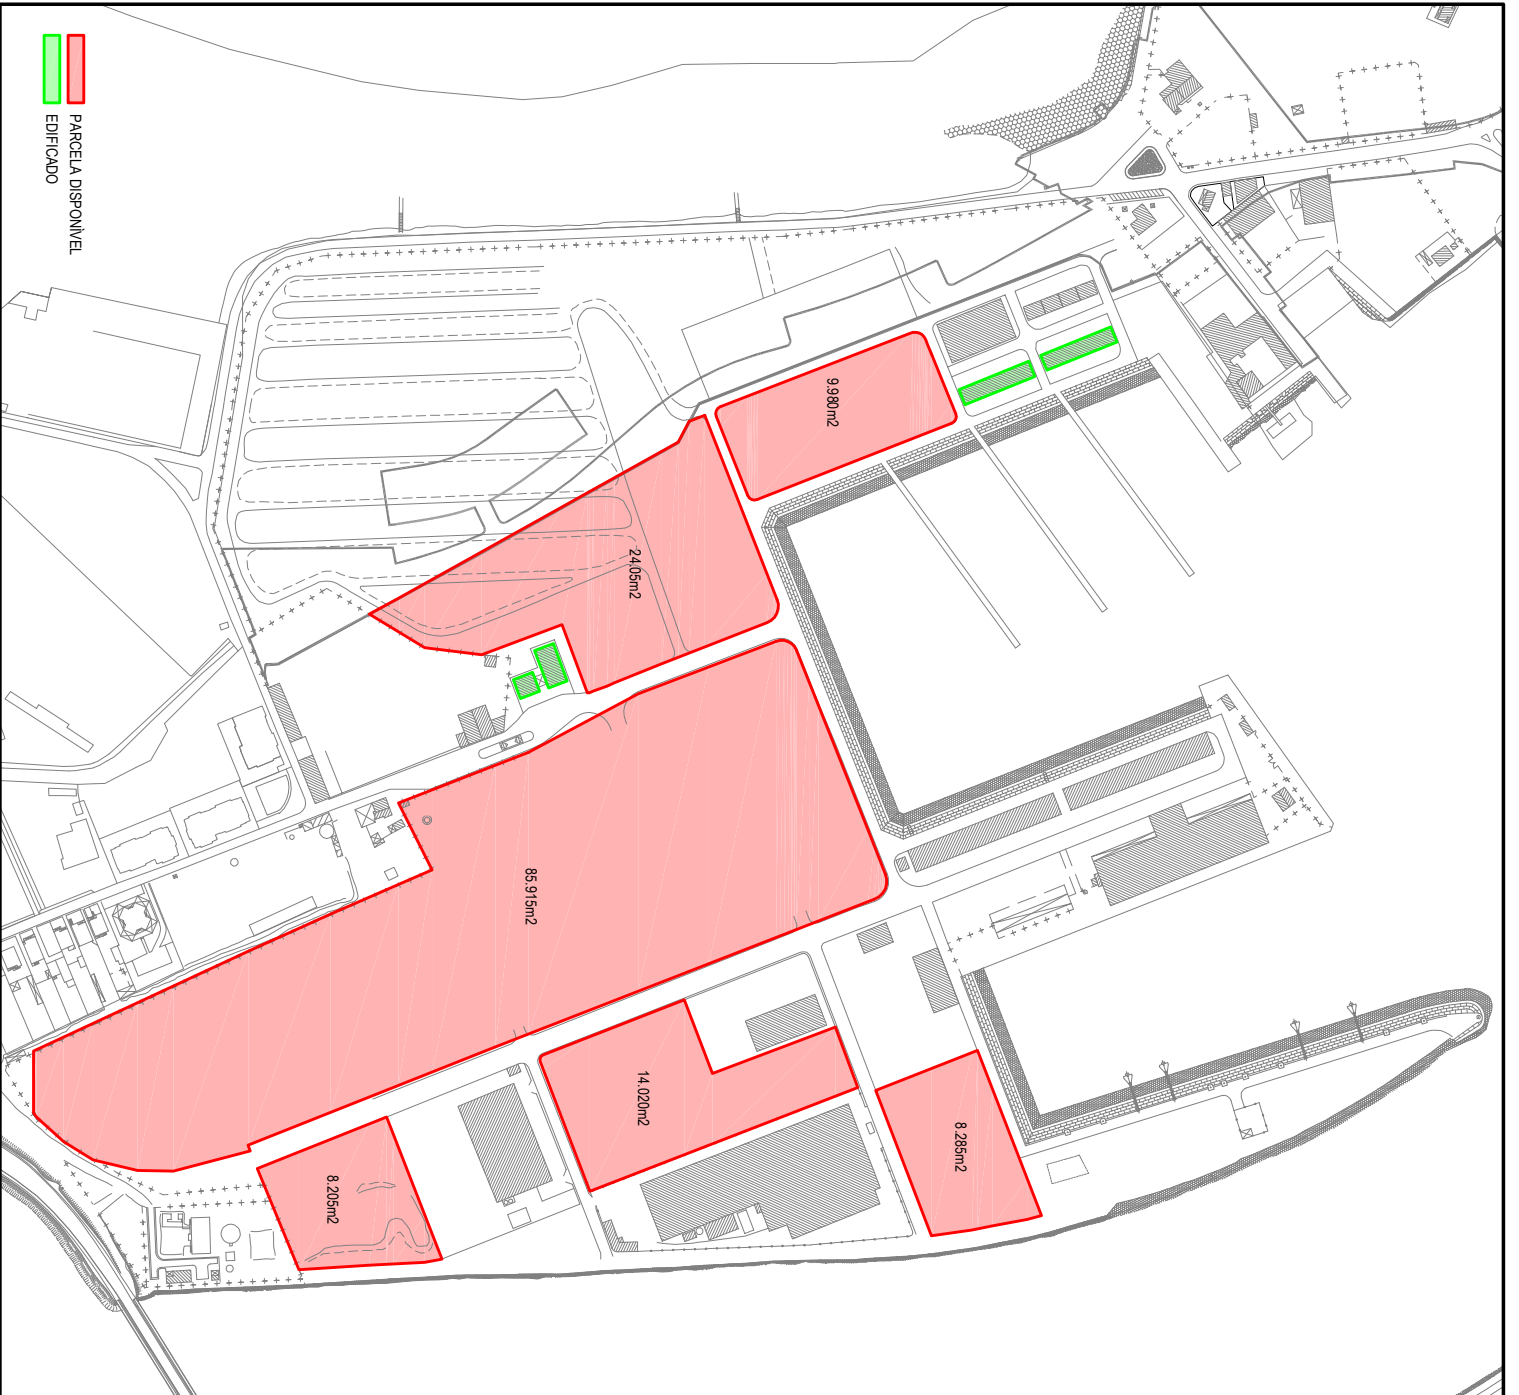 PARCELA DISPONÍVEL
EDIFICADO
9.980m2
24.05m2
85.915m2
14.020m2
8.285m2
8.205m2